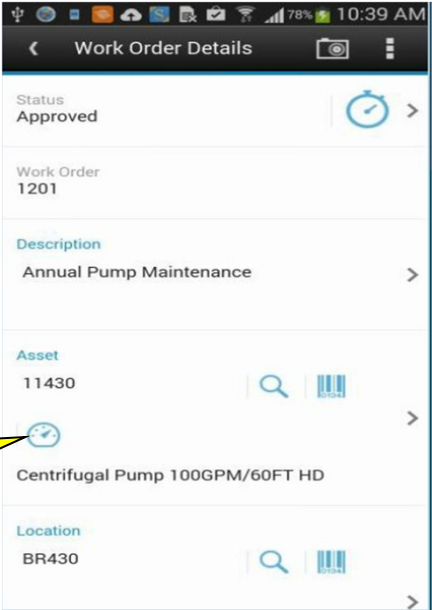 78% 10:39 AM
Work Order Details
Status
Approved
Work Order
1201
Description
Annual Pump Maintenance
Asset
11430
Centrifugal Pump 100GPM/60FT HD
Location
BR430